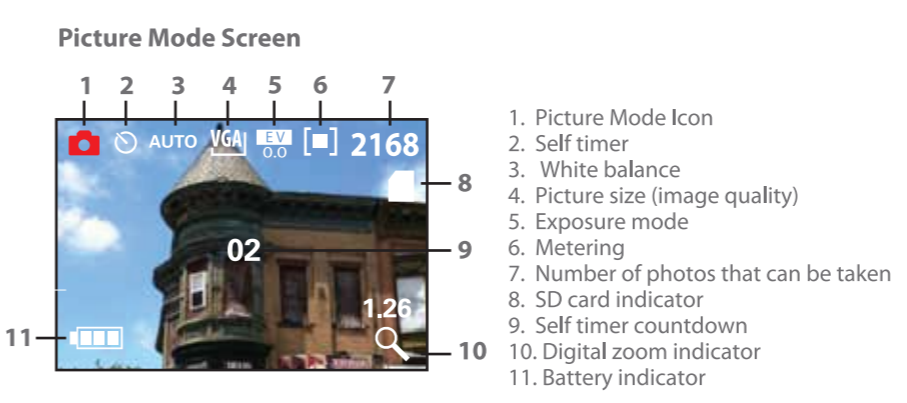 Picture Mode Screen
1 2 3 4 5 6 7
AUTO VGA EV 0.0 2168
8
02
9
1.26
10
11
1. Picture Mode Icon
2. Self timer
3. White balance
4. Picture size (image quality)
5. Exposure mode
6. Metering
7. Number of photos that can be taken
8. SD card indicator
9. Self timer countdown
10. Digital zoom indicator
11. Battery indicator